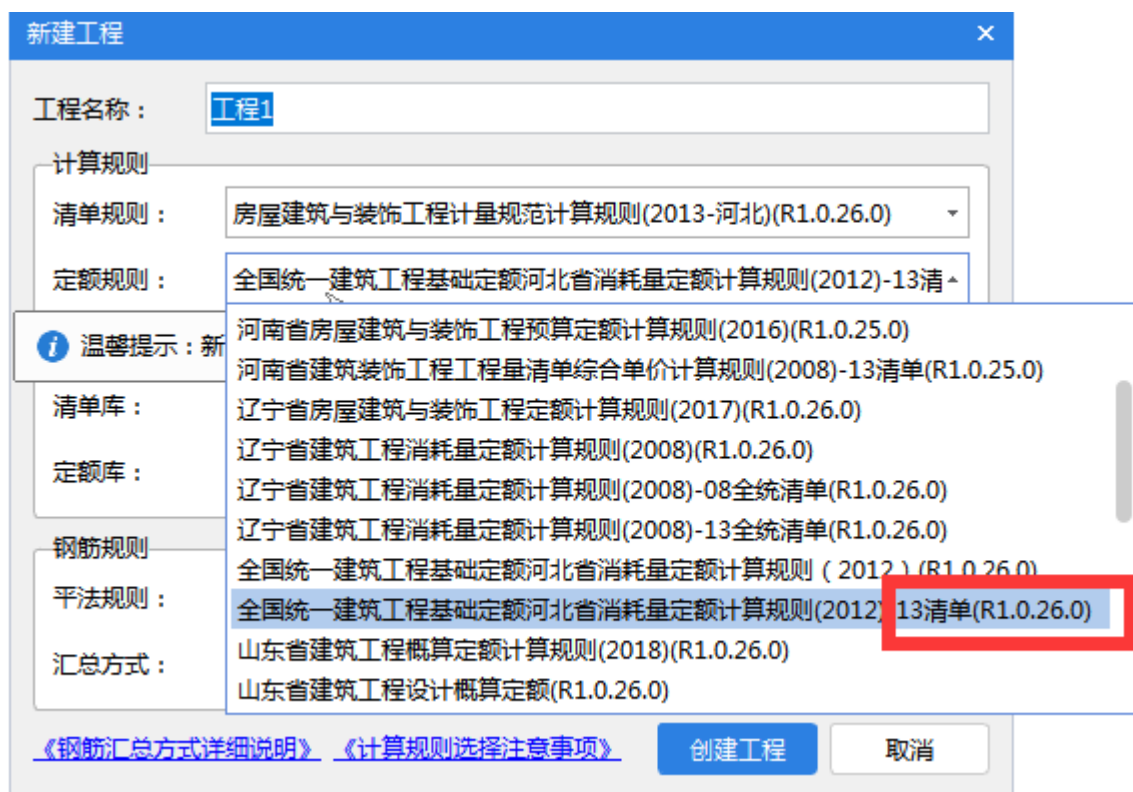 新建工程
工程名称：
工程1
计算规则
清单规则：
房屋建筑与装饰工程计量规范计算规则(2013-河北)(R1.0.26.0)
定额规则：
全国统一建筑工程基础定额河北省消耗量定额计算规则(2012)-13清
温馨提示：新
河南省房屋建筑与装饰工程预算定额计算规则(2016)(R1.0.25.0)
河南省建筑装饰工程工程量清单综合单价计算规则(2008)-13清单(R1.0.25.0)
清单库：
辽宁省房屋建筑与装饰工程定额计算规则(2017)(R1.0.26.0)
辽宁省建筑工程消耗量定额计算规则(2008)(R1.0.26.0)
定额库：
辽宁省建筑工程消耗量定额计算规则(2008)-08全统清单(R1.0.26.0)
辽宁省建筑工程消耗量定额计算规则(2008)-13全统清单(R1.0.26.0)
钢筋规则
全国统一建筑工程基础定额河北省消耗量定额计算规则（2012）(R1.0.26.0)
平法规则：
全国统一建筑工程基础定额河北省消耗量定额计算规则(2012)-13清单(R1.0.26.0)
汇总方式：
山东省建筑工程概算定额计算规则(2018)(R1.0.26.0)
山东省建筑工程设计概算定额(R1.0.26.0)
《钢筋汇总方式详细说明》 《计算规则选择注意事项》
创建工程
取消